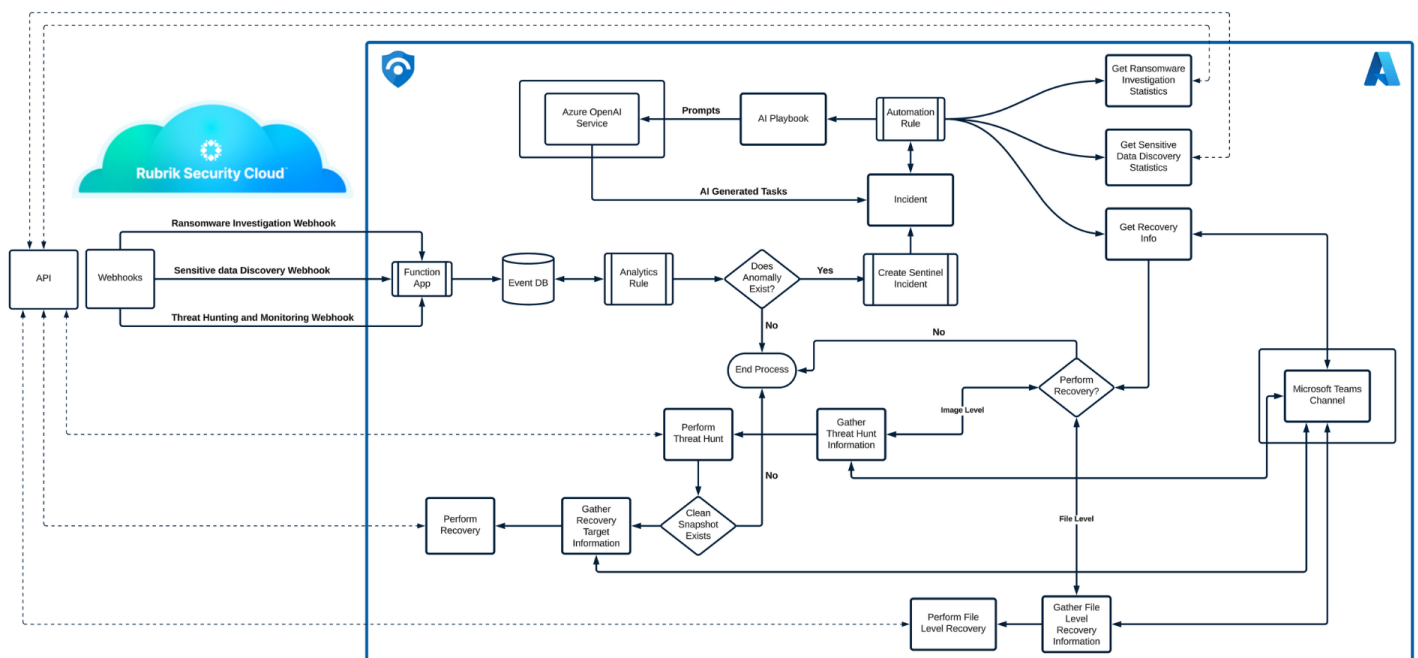 Get Ransomware
Investigation
Statistics
Azure OpenAI
Service
Prompts
AI Playbook
Automation
Rule
Get Sensitive
Data Discovery
Statistics
Rubrik Security Cloud
AI Generated Tasks
Incident
Ransomware Investigation Webhook
Get Recovery
Info
API
Webhooks
Sensitive data Discovery Webhook
Function
App
Event DB
Analytics
Rule
Does
Anomally
Exist?
Yes
Create Sentinel
Incident
Threat Hunting and Monitoring Webhook
No
No
End Process
Perform
Recovery?
Microsoft Teams
Channel
Image Level
Perform
Threat Hunt
Gather
Threat Hunt
Information
No
Perform
Recovery
Gather
Recovery
Target
Information
Clean
Snapshot
Exists
File Level
Perform File
Level Recovery
Gather File
Level
Recovery
Information